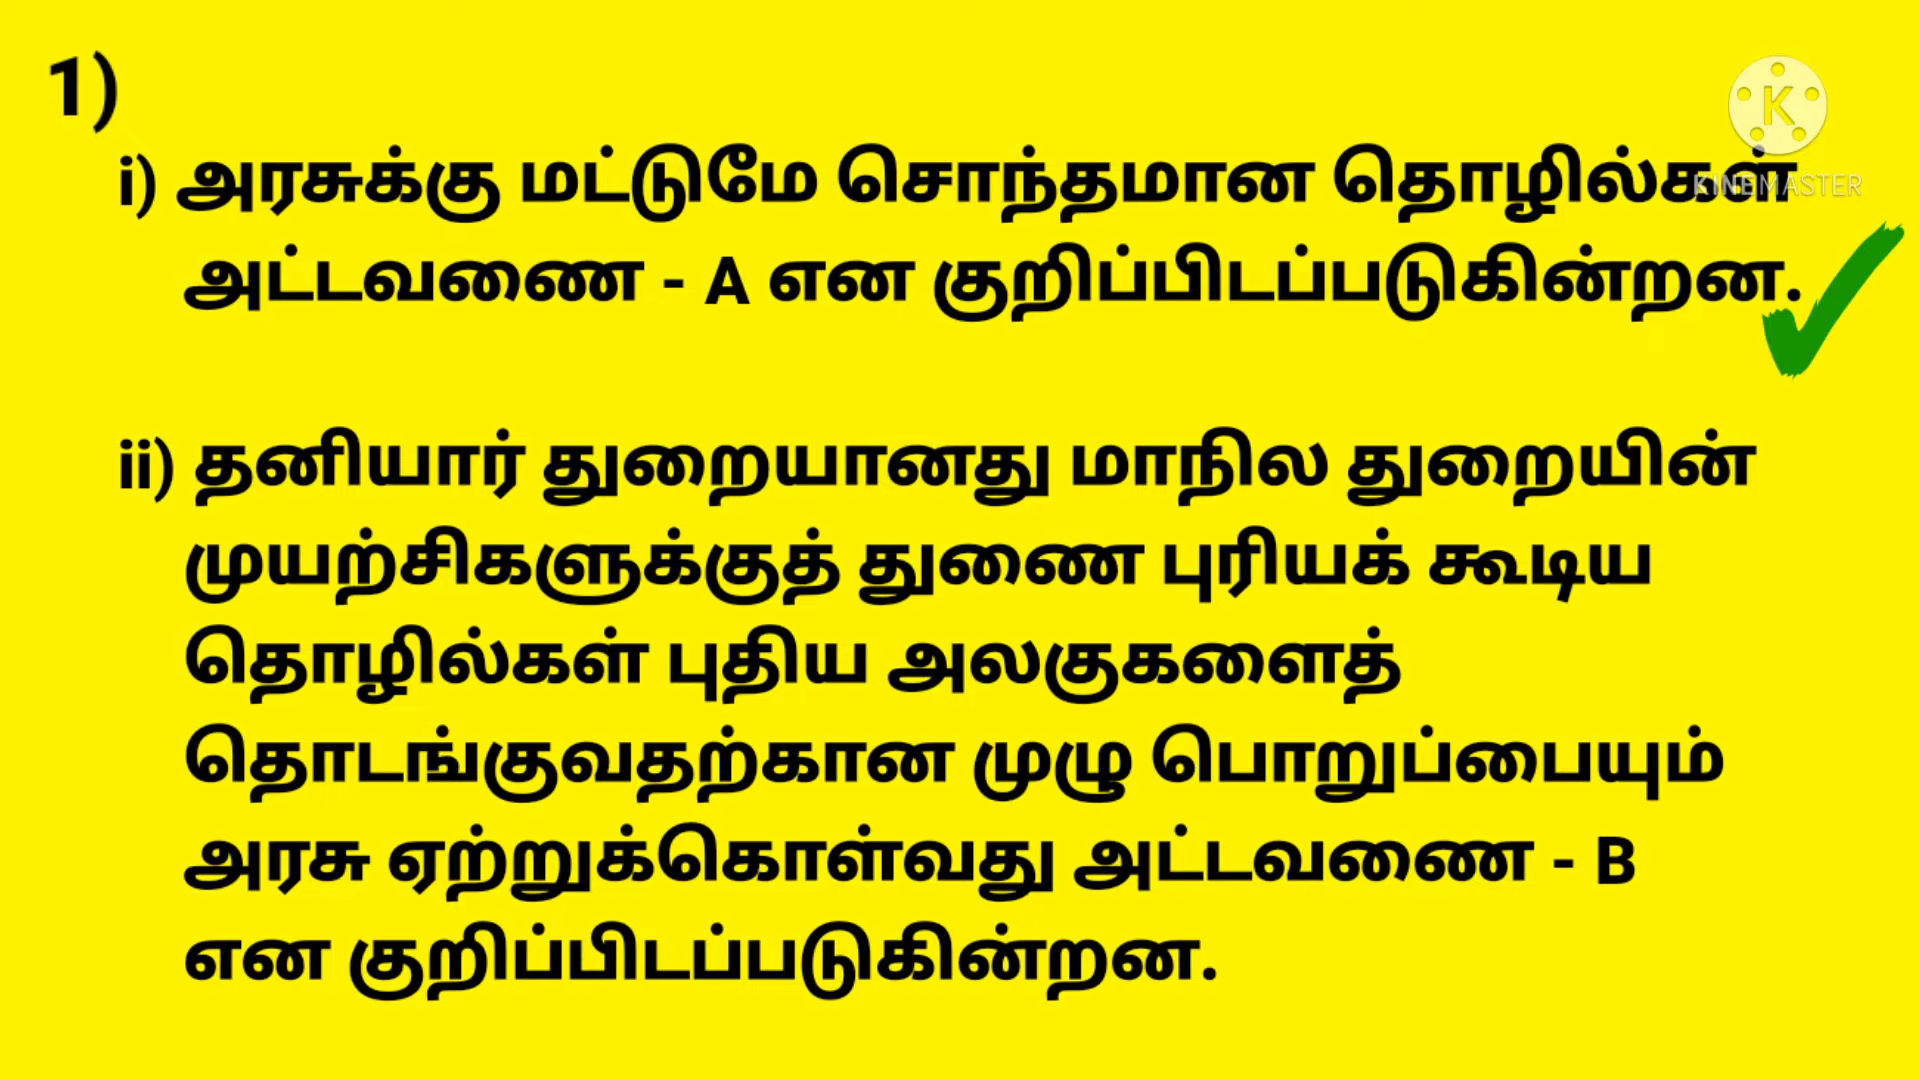 1)
i) அரசுக்கு மட்டுமே சொந்தமான தொழில்கள்
அட்டவணை - A என குறிப்பிடப்படுகின்றன.
ii) தனியார் துறையானது மாநில துறையின்
முயற்சிகளுக்குத் துணை புரியக் கூடிய
தொழில்கள் புதிய அலகுகளைத்
தொடங்குவதற்கான முழு பொறுப்பையும்
அரசு ஏற்றுக்கொள்வது அட்டவணை - B
என குறிப்பிடப்படுகின்றன.
K
KINEMASTER